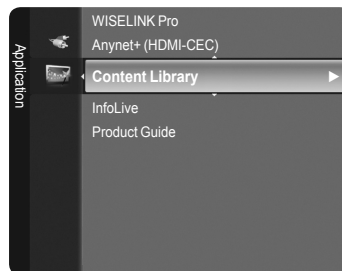 Application
WISELINK Pro
Anynet+ (HDMI-CEC)
Content Library
InfoLive
Product Guide